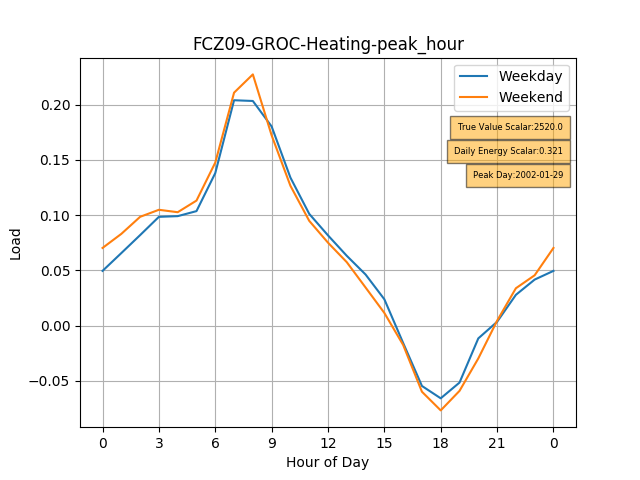 FCZ09-GROC-Heating-peak_hour
Weekday
Weekend
True Value Scalar:2520.0
Daily Energy Scalar:0.321
Peak Day:2002-01-29
Load
0.20
0.15
0.10
0.05
0.00
−0.05
0 3 6 9 12 15 18 21 0
Hour of Day